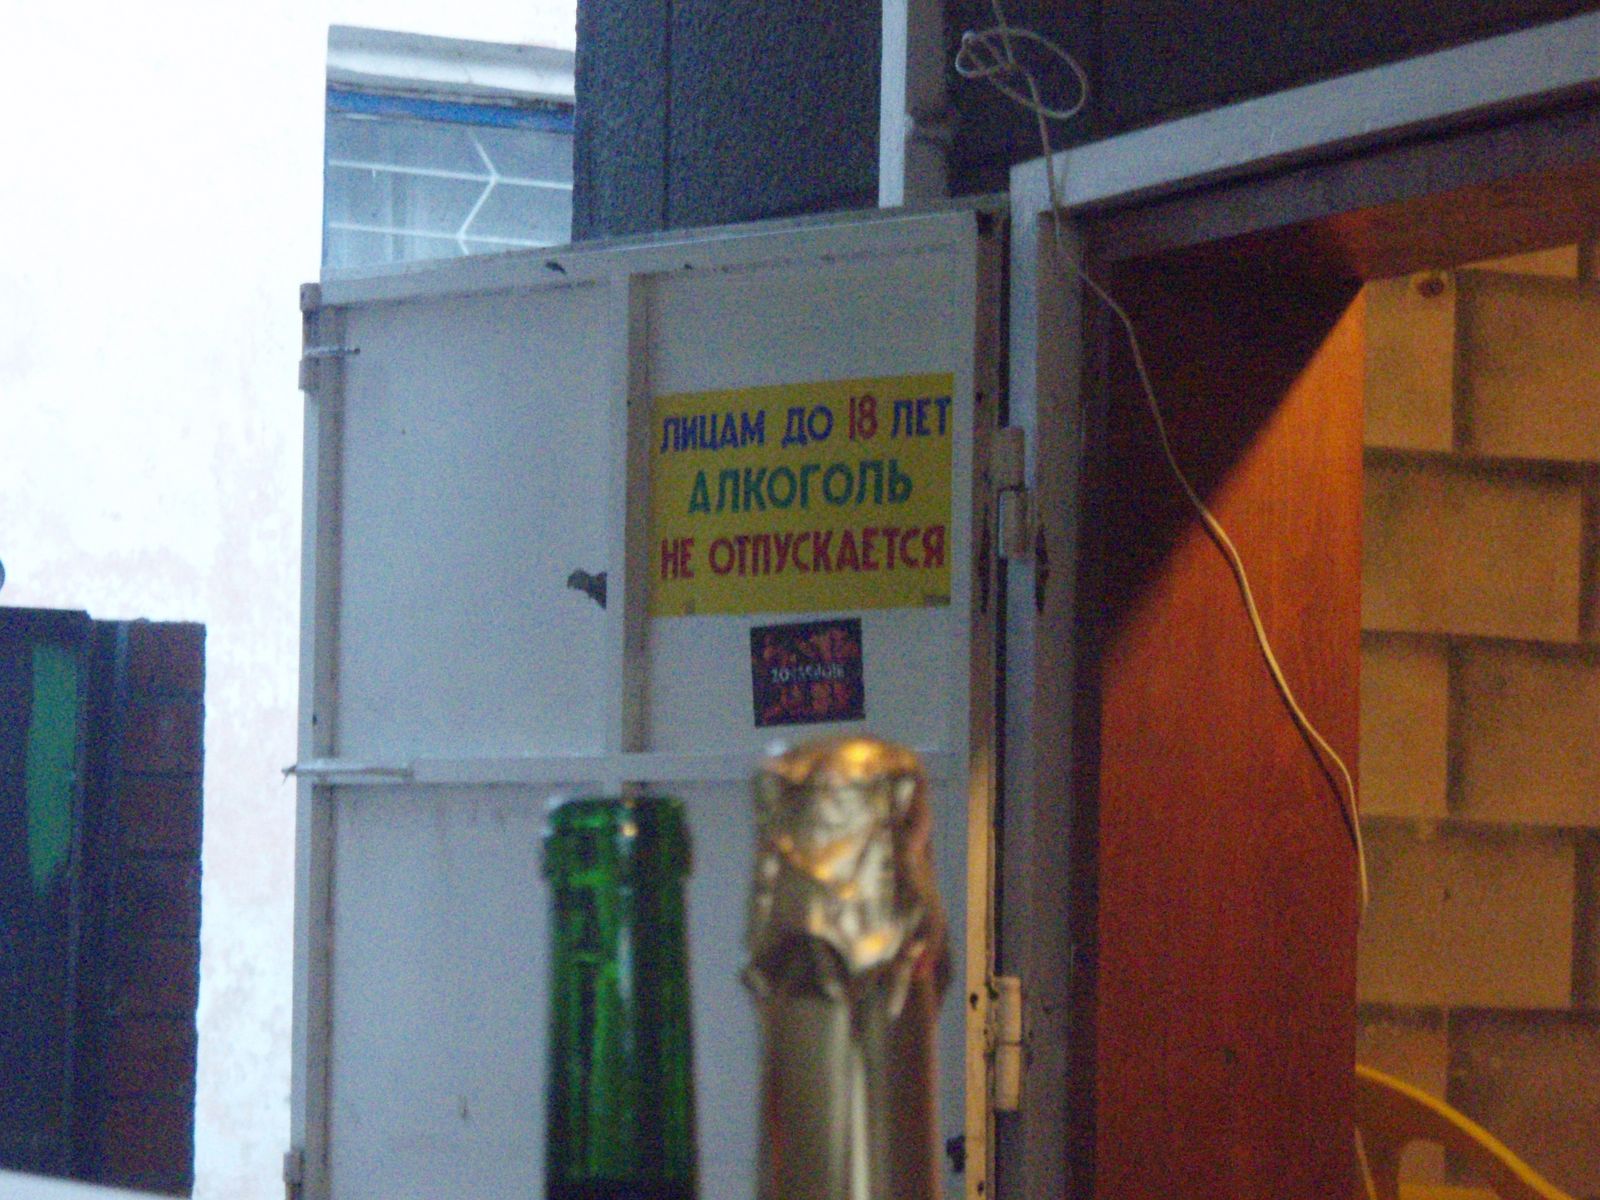 ЛИЦАМ ДО 18 ЛЕТ
АЛКОГОЛЬ
НЕ ОТПУСКАЕТСЯ